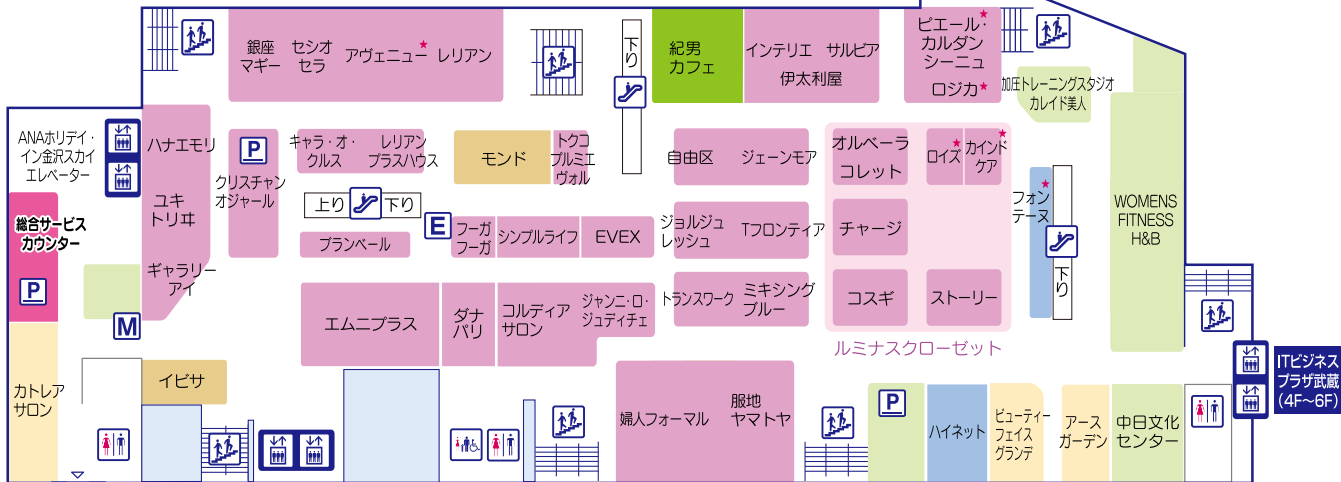 銀座
マギー
セシオ
セラ
アヴェニュー★
レリアン
下り
紀男
カフェ
インテリエ
サルビア
伊太利屋
ピエール・★
カルダン
シーニュ
ロジカ★
加圧トレーニングスタジオ
カレイド美人
ANAホリデイ・
イン金沢スカイ
エレベーター
ハナエモリ
P
クリスチャン
オジャール
キャラ・オ・
クルス
レリアン
プラスハウス
モンド
トクコ
プルミエ
ヴォル
自由区
ジェーンモア
オルベーラ
コレット
ロイズ★
カインド★
ケア
フォン★
テーヌ
WOMENS
FITNESS
H&B
総合サービス
カウンター
P
ユキ
トリヰ
ギャラリー
アイ
M
上り
下り
E
プランベール
フーガ
フーガ
シンプルライフ
EVEX
ジョルジュ
レッシュ
Tフロンティア
チャージ
下り
エムニプラス
ダナ
パリ
コルディア
サロン
ジャンニ・ロ・
ジュディチェ
トランスワーク
ミキシング
ブルー
コスギ
ストーリー
ルミナスクローゼット
カトレア
サロン
イビサ
婦人フォーマル
服地
ヤマトヤ
P
ハイネット
ビューティー
フェイス
グランデ
アース
ガーデン
中日文化
センター
ITビジネス
プラザ武蔵
(4F〜6F)